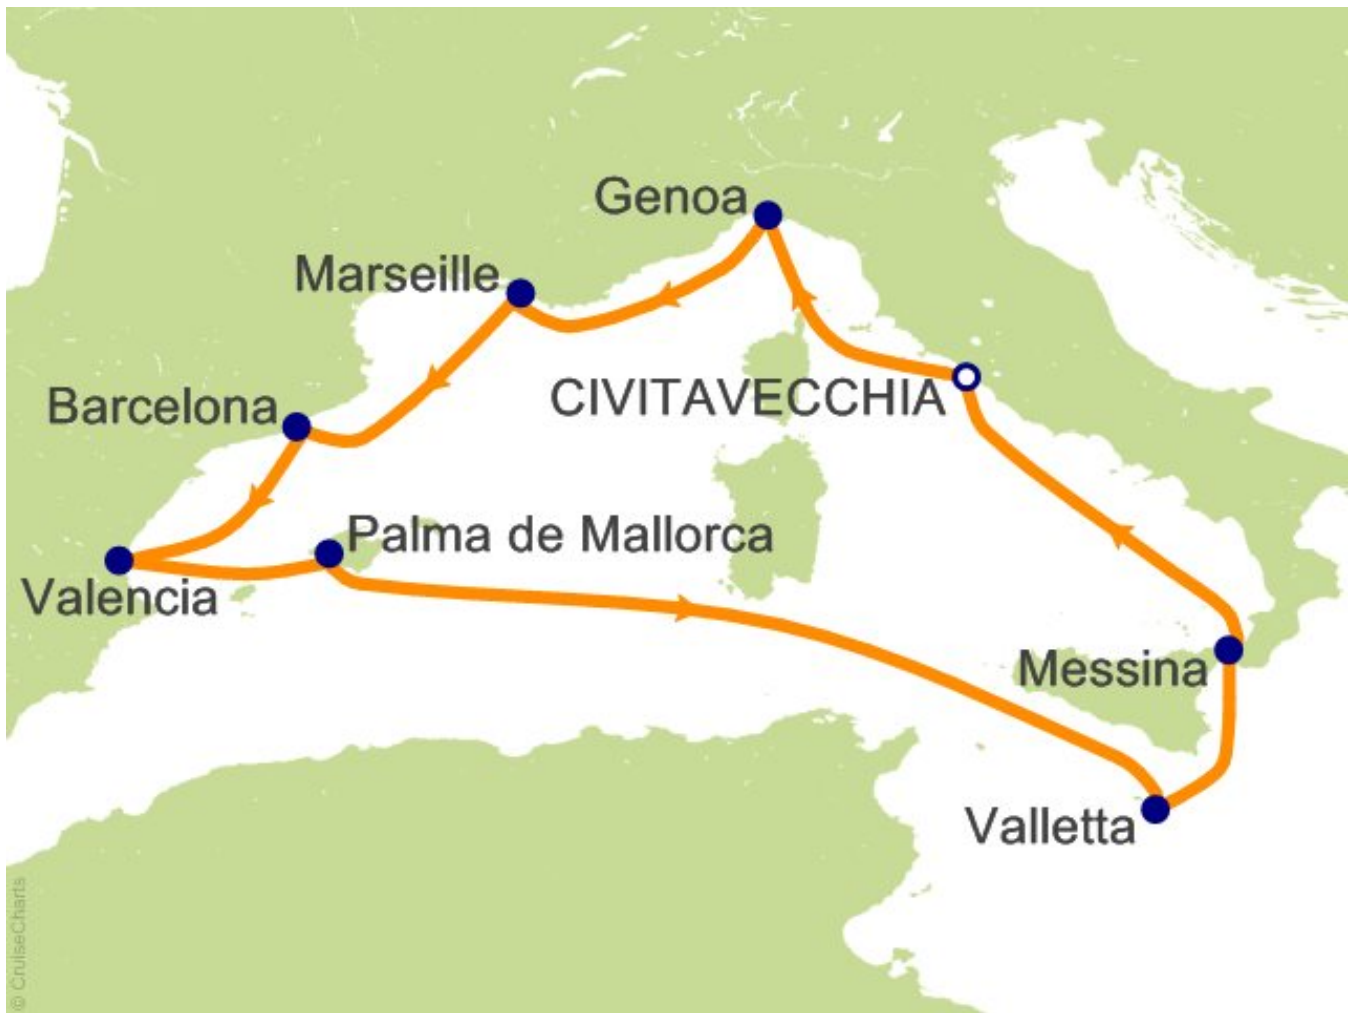 Genoa
Marseille
CIVITAVECCHIA
Barcelona
Palma de Mallorca
Valencia
Messina
Valletta
© CruiseCharts